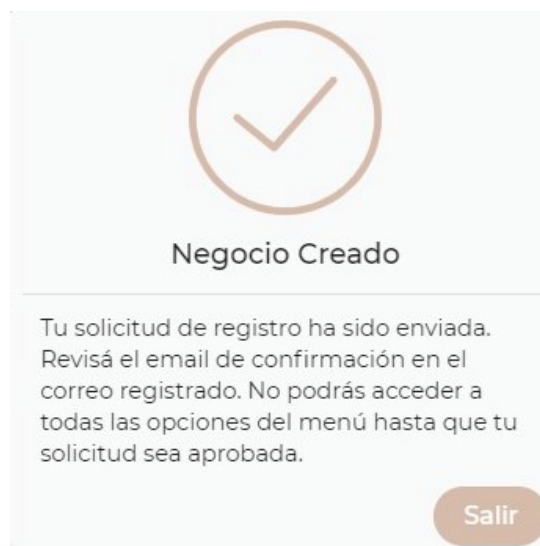 Negocio Creado
Tu solicitud de registro ha sido enviada.
Revisá el email de confirmación en el
correo registrado. No podrás acceder a
todas las opciones del menú hasta que tu
solicitud sea aprobada.
Salir